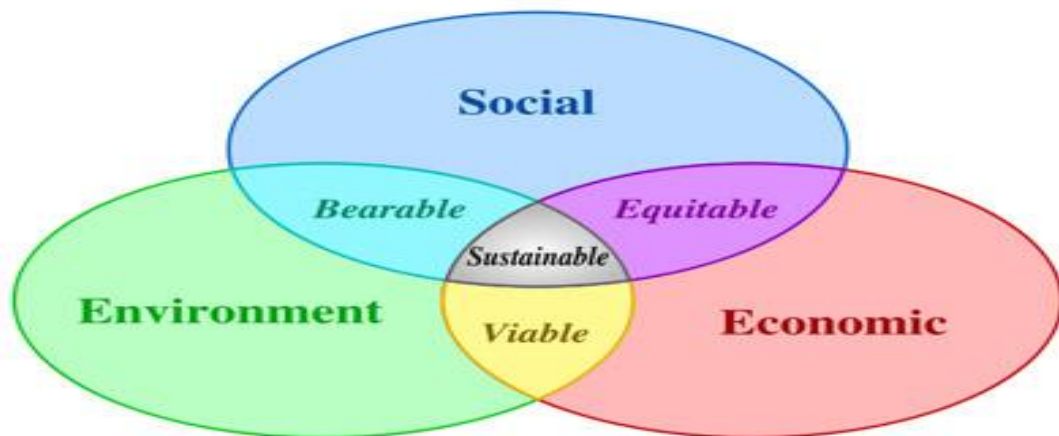 Social
Bearable
Equitable
Sustainable
Environment
Viable
Economic